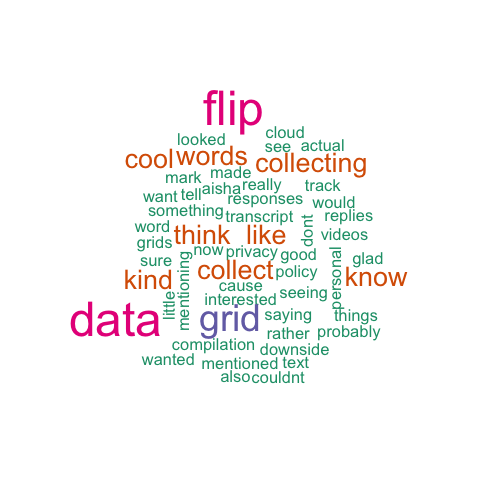 flip
cloud
looked
see actual
cool words collecting
made
mark
aisha really track
want tell
responses would
something
transcript replies
word
think like dont videos
grids
now privacy good
sure glad
collect policy
kind know
cause
mentioning personal
interested seeing
little
data grid saying things
rather probably
compilation
downside
wanted mentioned text
also couldnt